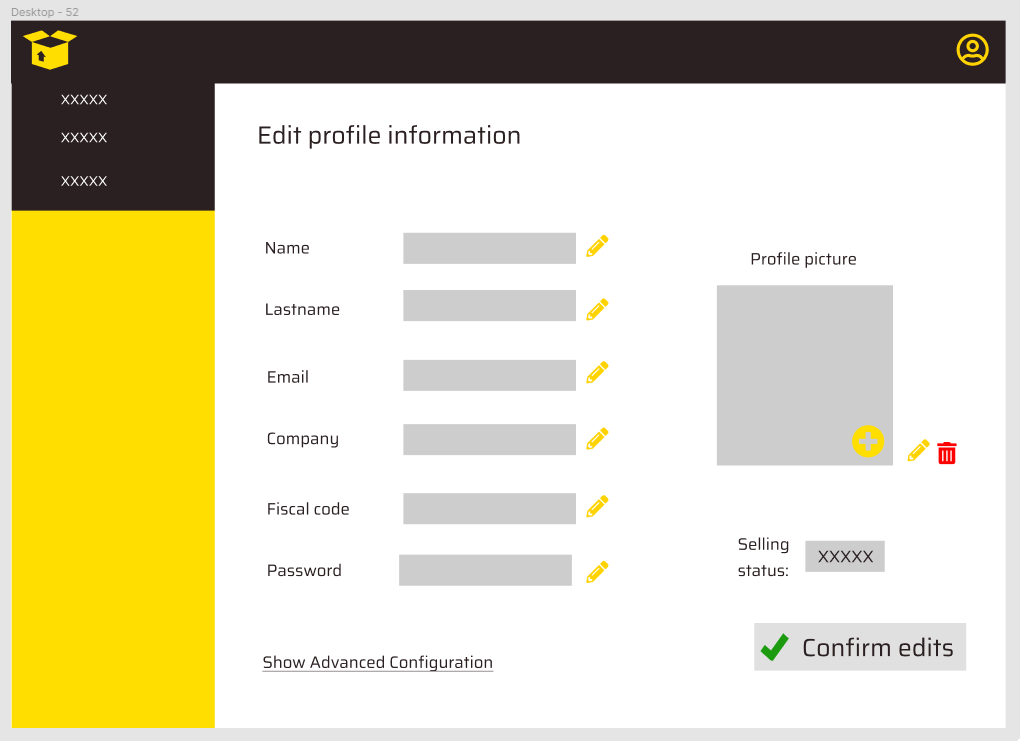 Desktop - 52
XXXXX
XXXXX
XXXXX
Edit profile information
Name
Lastname
Email
Company
Fiscal code
Password
Show Advanced Configuration
Profile picture
Selling
status:
XXXXX
Confirm edits